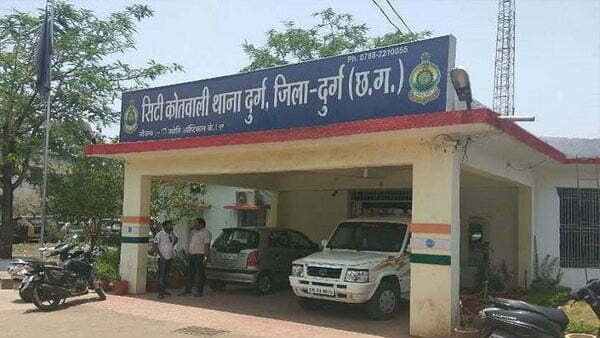 Ph. 0788-2210055
सिटी कोतवाली थाना दुर्ग, जिला-दुर्ग (छ.ग.)